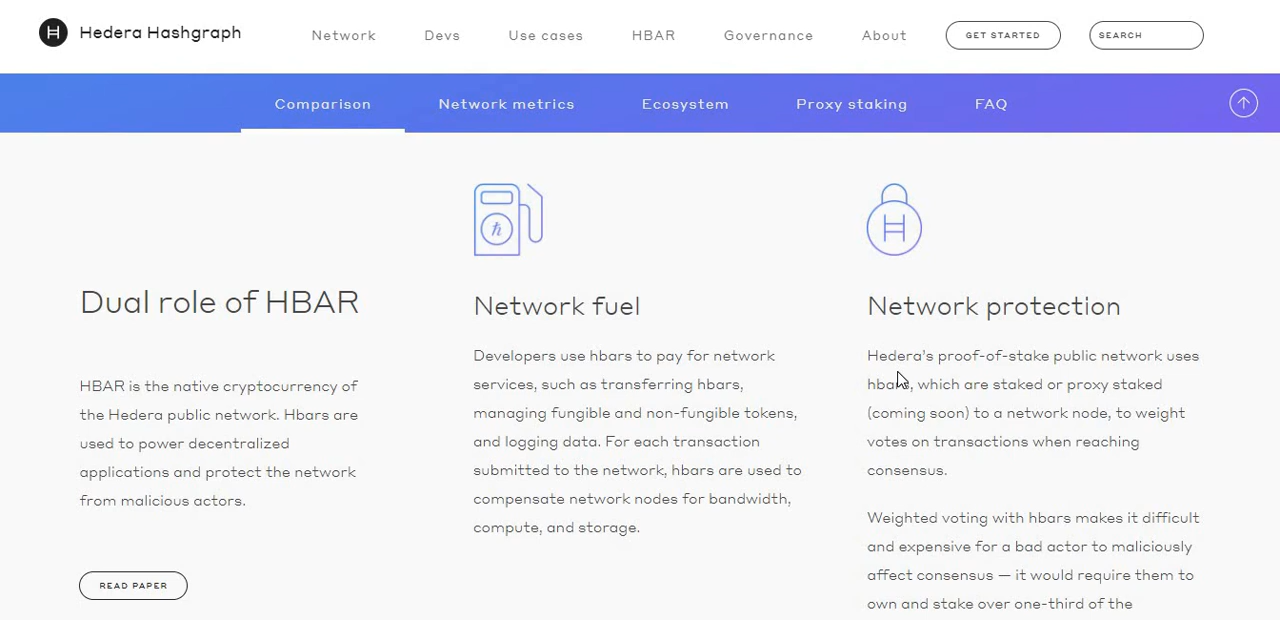 Hedera Hashgraph
Network
Devs
Use cases
HBAR
Governance
About
GET STARTED
SEARCH
Comparison
Network metrics
Ecosystem
Proxy staking
FAQ
Dual role of HBAR
HBAR is the native cryptocurrency of
the Hedera public network. Hbars are
used to power decentralized
applications and protect the network
from malicious actors.
READ PAPER
Network fuel
Developers use hbars to pay for network
services, such as transferring hbars,
managing fungible and non-fungible tokens,
and logging data. For each transaction
submitted to the network, hbars are used to
compensate network nodes for bandwidth,
compute, and storage.
Network protection
Hedera's proof-of-stake public network uses
hbars, which are staked or proxy staked
(coming soon) to a network node, to weight
votes on transactions when reaching
consensus.
Weighted voting with hbars makes it difficult
and expensive for a bad actor to maliciously
affect consensus — it would require them to
own and stake over one-third of the